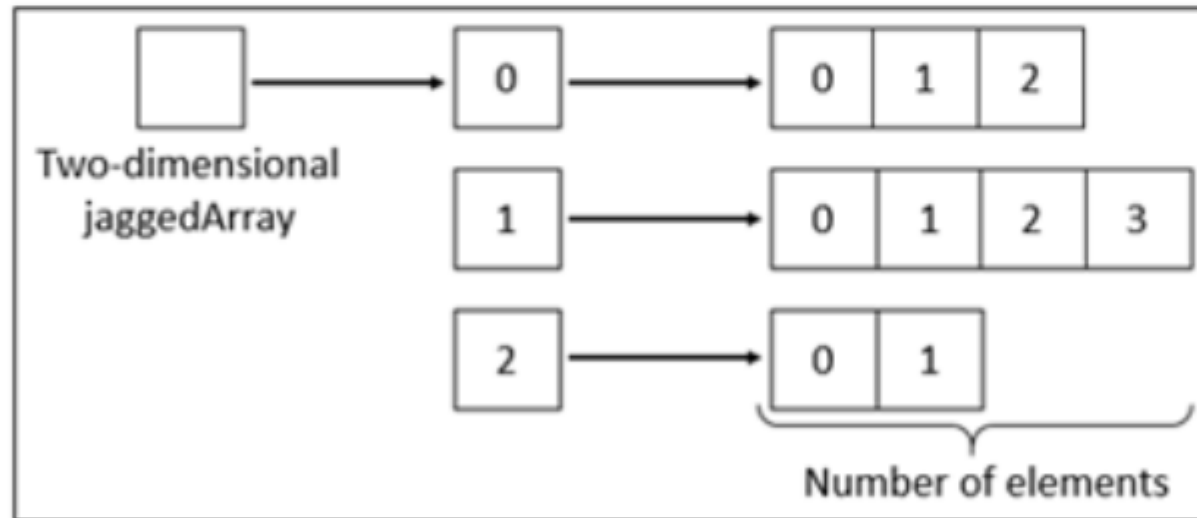 0 0 1 2
Two-dimensional
jaggedArray
1 0 1 2 3
2 0 1
Number of elements